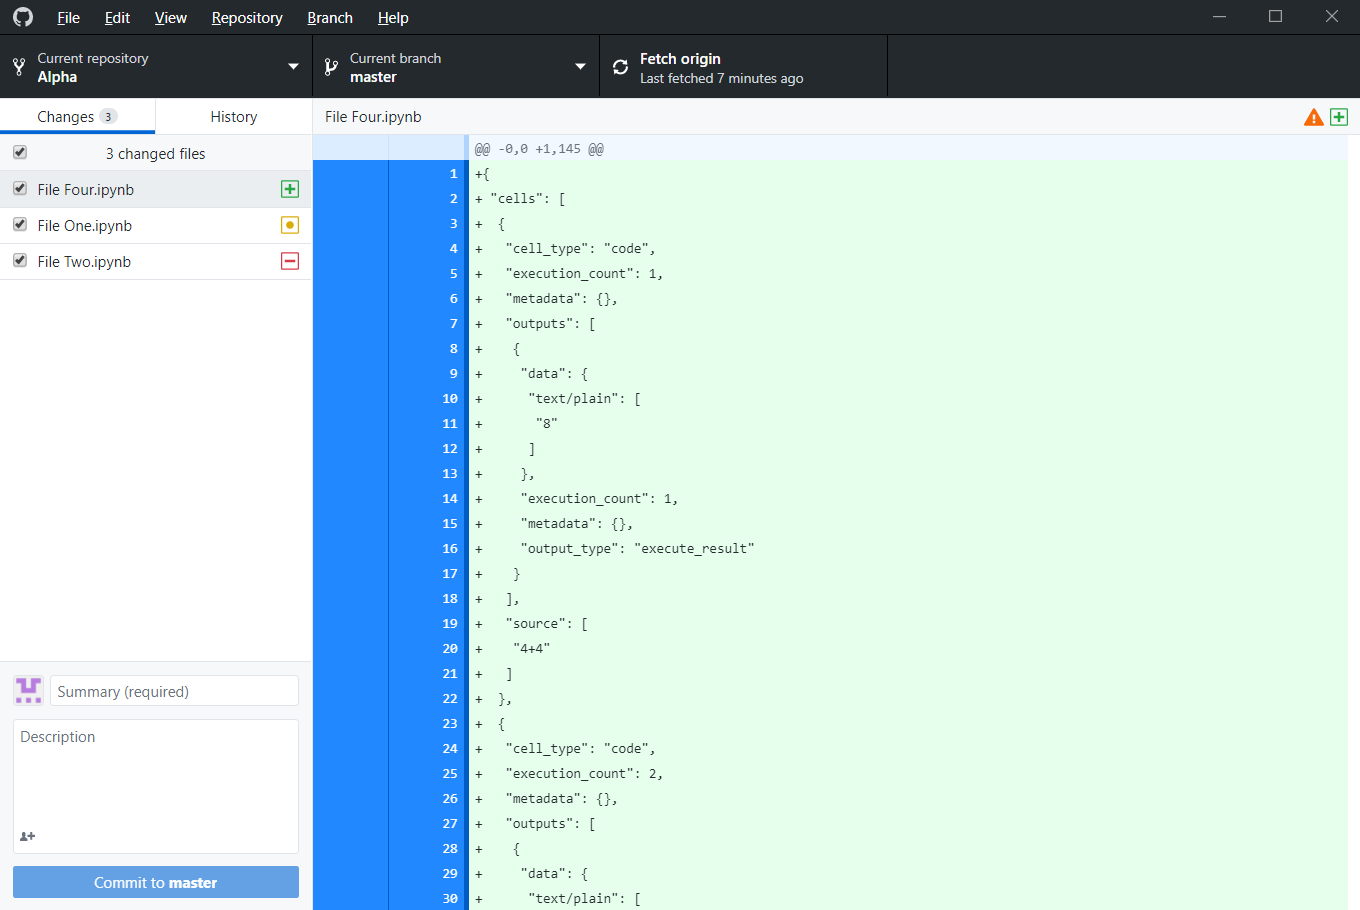 File Edit View Repository Branch Help
Current repository
Alpha
Current branch
master
Fetch origin
Last fetched 7 minutes ago
Changes 3
History
File Four.ipynb
3 changed files
File Four.ipynb
File One.ipynb
File Two.ipynb
Summary (required)
Description
Commit to master
@@ -0,0 +1,145 @@
1 +{
2 + "cells": [
3 +  {
4 +   "cell_type": "code",
5 +   "execution_count": 1,
6 +   "metadata": {},
7 +   "outputs": [
8 +    {
9 +     "data": {
10 +      "text/plain": [
11 +       "8"
12 +      ]
13 +     },
14 +     "execution_count": 1,
15 +     "metadata": {},
16 +     "output_type": "execute_result"
17 +    }
18 +   ],
19 +   "source": [
20 +    "4+4"
21 +   ]
22 +  },
23 +  {
24 +   "cell_type": "code",
25 +   "execution_count": 2,
26 +   "metadata": {},
27 +   "outputs": [
28 +    {
29 +     "data": {
30 +      "text/plain": [